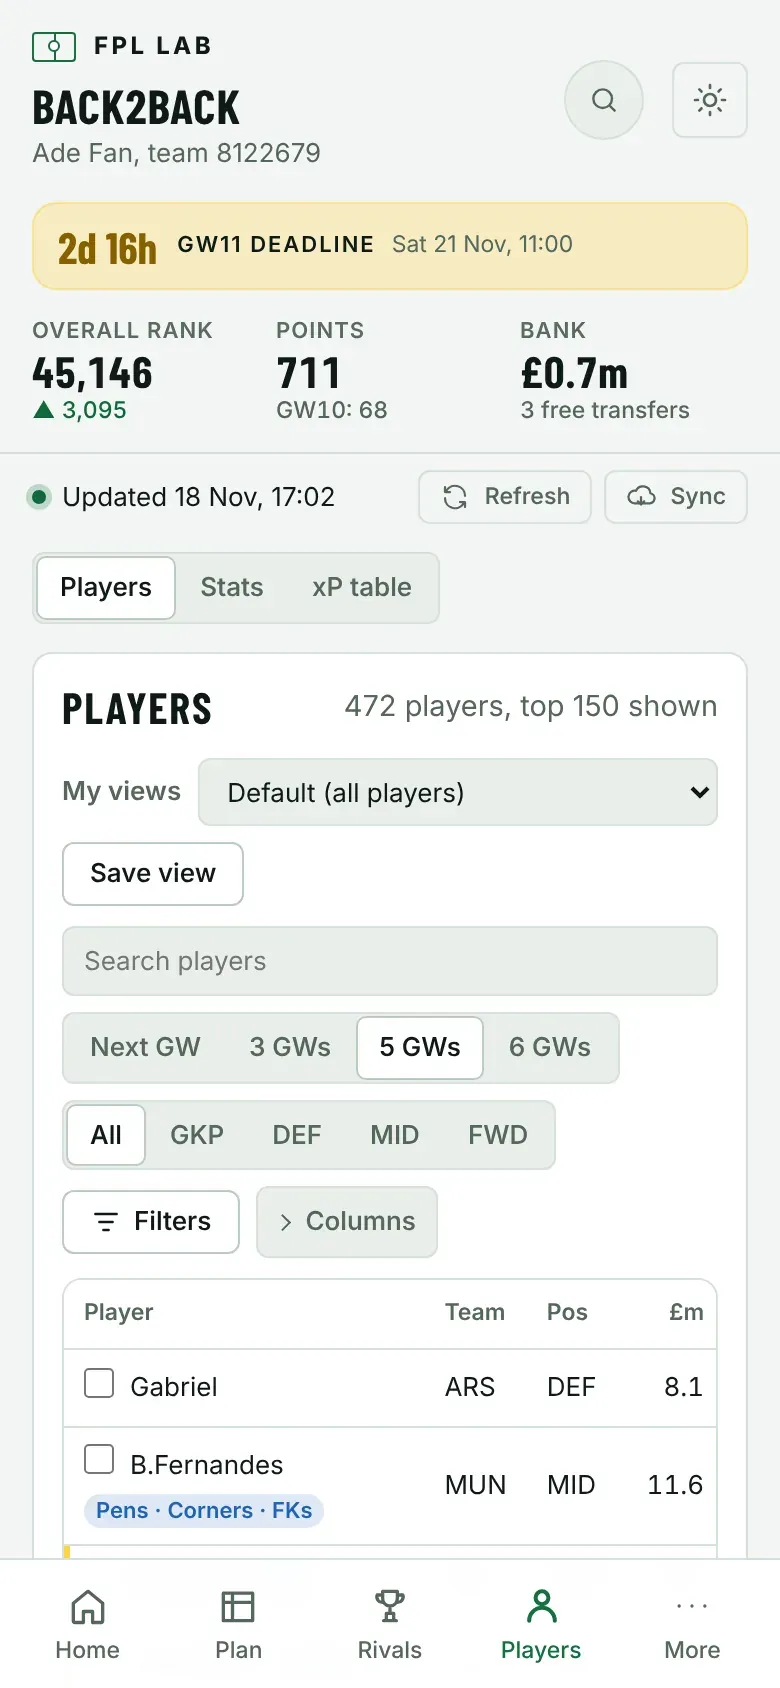 FPL LAB
BACK2BACK
Ade Fan, team 8122679
2d 16h GW11 DEADLINE Sat 21 Nov, 11:00
OVERALL RANK POINTS BANK
45,146 711 £0.7m
▲ 3,095 GW10: 68 3 free transfers
Updated 18 Nov, 17:02 Refresh Sync
Players Stats xP table
PLAYERS 472 players, top 150 shown
My views Default (all players)
Save view
Search players
Next GW 3 GWs 5 GWs 6 GWs
All GKP DEF MID FWD
Filters Columns
Player Team Pos £m
Gabriel ARS DEF 8.1
B.Fernandes MUN MID 11.6
Pens · Corners · FKs
Home Plan Rivals Players More